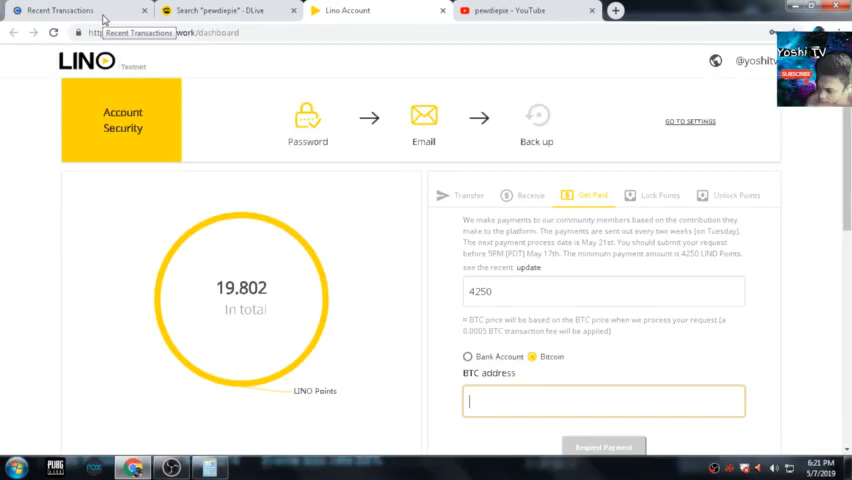 Recent Transactions
Search "pewdiepie" - DLive
Lino Account
pewdiepie - YouTube
Recent Transactions
work/dashboard
LINO Testnet
@yoshitv
Yoshi TV
SUBSCRIBE
Account
Security
Password
Email
Back up
GO TO SETTINGS
Transfer
Receive
Get Paid
Lock Points
Unlock Points
We make payments to our community members based on the contribution they
make to the platform. The payments are sent out every two weeks (on Tuesday).
The next payment process date is May 21st. You should submit your request
before 5PM [PDT] May 17th. The minimum payment amount is 4250 LINO Points.
see the recent update
4250
≈ BTC price will be based on the BTC price when we process your request (a
0.0005 BTC transaction fee will be applied)
Bank Account
Bitcoin
BTC address
Request Payment
19.802
In total
LINO Points
PUBG
nox
6:21 PM
5/7/2019